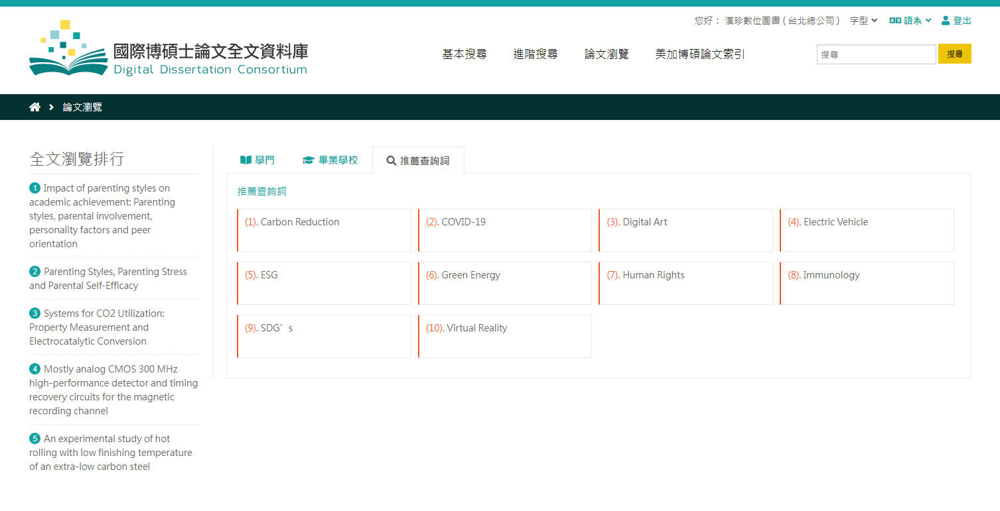 您好： 漢珍數位圖書 ( 台北總公司 ) 字型 語系 登出
國際博碩士論文全文資料庫
Digital Dissertation Consortium
基本搜尋 進階搜尋 論文瀏覽 美加博碩論文索引
搜尋 搜尋
論文瀏覽
全文瀏覽排行
1 Impact of parenting styles on
academic achievement: Parenting
styles, parental involvement,
personality factors and peer
orientation
2 Parenting Styles, Parenting Stress
and Parental Self-Efficacy
3 Systems for CO2 Utilization:
Property Measurement and
Electrocatalytic Conversion
4 Mostly analog CMOS 300 MHz
high-performance detector and timing
recovery circuits for the magnetic
recording channel
5 An experimental study of hot
rolling with low finishing temperature
of an extra-low carbon steel
學門 畢業學校 推薦查詢詞
推薦查詢詞
(1). Carbon Reduction
(2). COVID-19
(3). Digital Art
(4). Electric Vehicle
(5). ESG
(6). Green Energy
(7). Human Rights
(8). Immunology
(9). SDG’s
(10). Virtual Reality